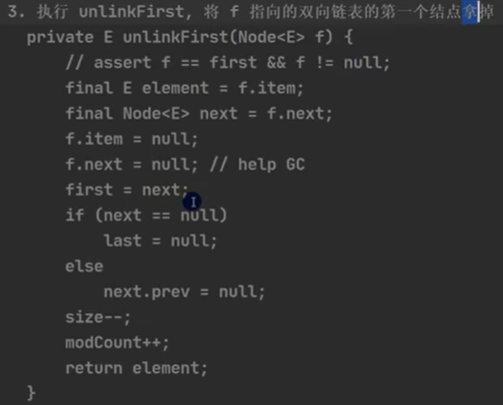 3. 执行 unlinkFirst, 将 f 指向的双向链表的第一个结点拿掉
private E unlinkFirst(Node<E> f) {
// assert f == first && f != null;
final E element = f.item;
final Node<E> next = f.next;
f.item = null;
f.next = null; // help GC
first = next;
if (next == null)
last = null;
else
next.prev = null;
size--;
modCount++;
return element;
}